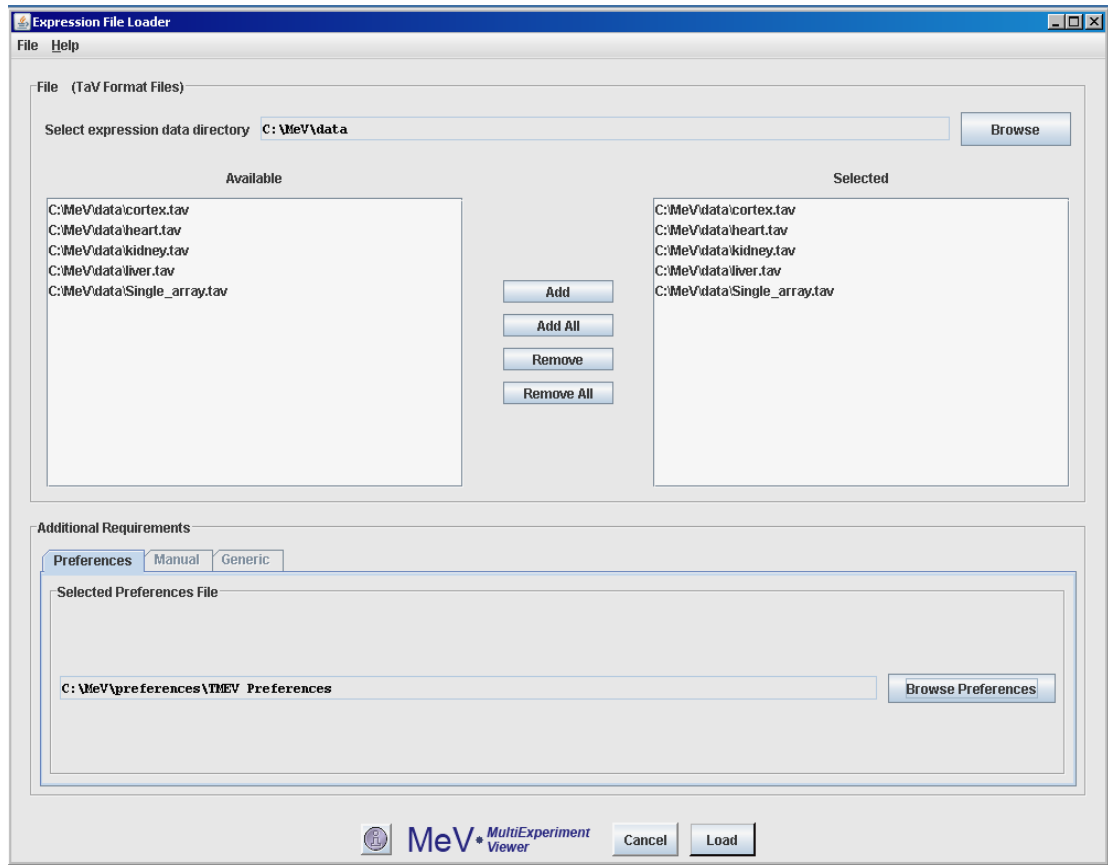 Expression File Loader
File Help
File (TaV Format Files)
Select expression data directory C:\MeV\data Browse
Available Selected
C:\MeV\data\cortex.tav C:\MeV\data\cortex.tav
C:\MeV\data\heart.tav C:\MeV\data\heart.tav
C:\MeV\data\kidney.tav C:\MeV\data\kidney.tav
C:\MeV\data\liver.tav C:\MeV\data\liver.tav
C:\MeV\data\Single_array.tav C:\MeV\data\Single_array.tav
Add
Add All
Remove
Remove All
Additional Requirements
Preferences Manual Generic
Selected Preferences File
C:\MeV\preferences\TMEV Preferences Browse Preferences
MeV MultiExperiment Viewer Cancel Load